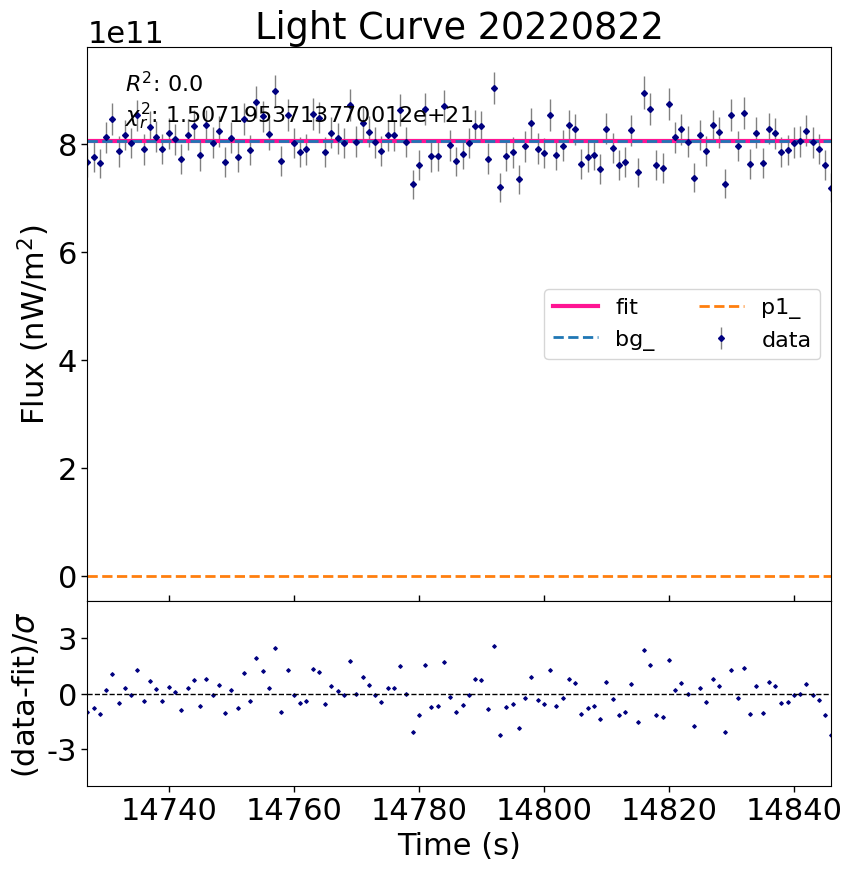 Light Curve 20220822
1e11
R²: 0.0
χ²ᵣ: 1.5071953713770012e+21
8
6
4
2
0
Flux (nW/m²)
fit
bg_
p1_
data
3
0
-3
(data-fit)/σ
14740 14760 14780 14800 14820 14840
Time (s)